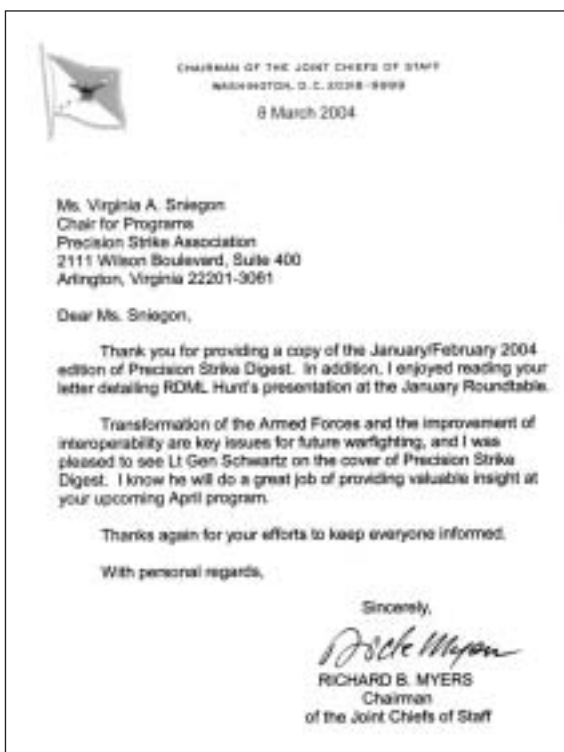 CHAIRMAN OF THE JOINT CHIEFS OF STAFF
WASHINGTON, D.C. 20318-9999
8 March 2004
Ms. Virginia A. Sniegon
Chair for Programs
Precision Strike Association
2111 Wilson Boulevard, Suite 400
Arlington, Virginia 22201-3061
Dear Ms. Sniegon,
Thank you for providing a copy of the January/February 2004
edition of Precision Strike Digest. In addition, I enjoyed reading your
letter detailing RDML Hunt's presentation at the January Roundtable.
Transformation of the Armed Forces and the improvement of
interoperability are key issues for future warfighting, and I was
pleased to see Lt Gen Schwartz on the cover of Precision Strike
Digest. I know he will do a great job of providing valuable insight at
your upcoming April program.
Thanks again for your efforts to keep everyone informed.
With personal regards,
Sincerely,
Dick Myers
RICHARD B. MYERS
Chairman
of the Joint Chiefs of Staff